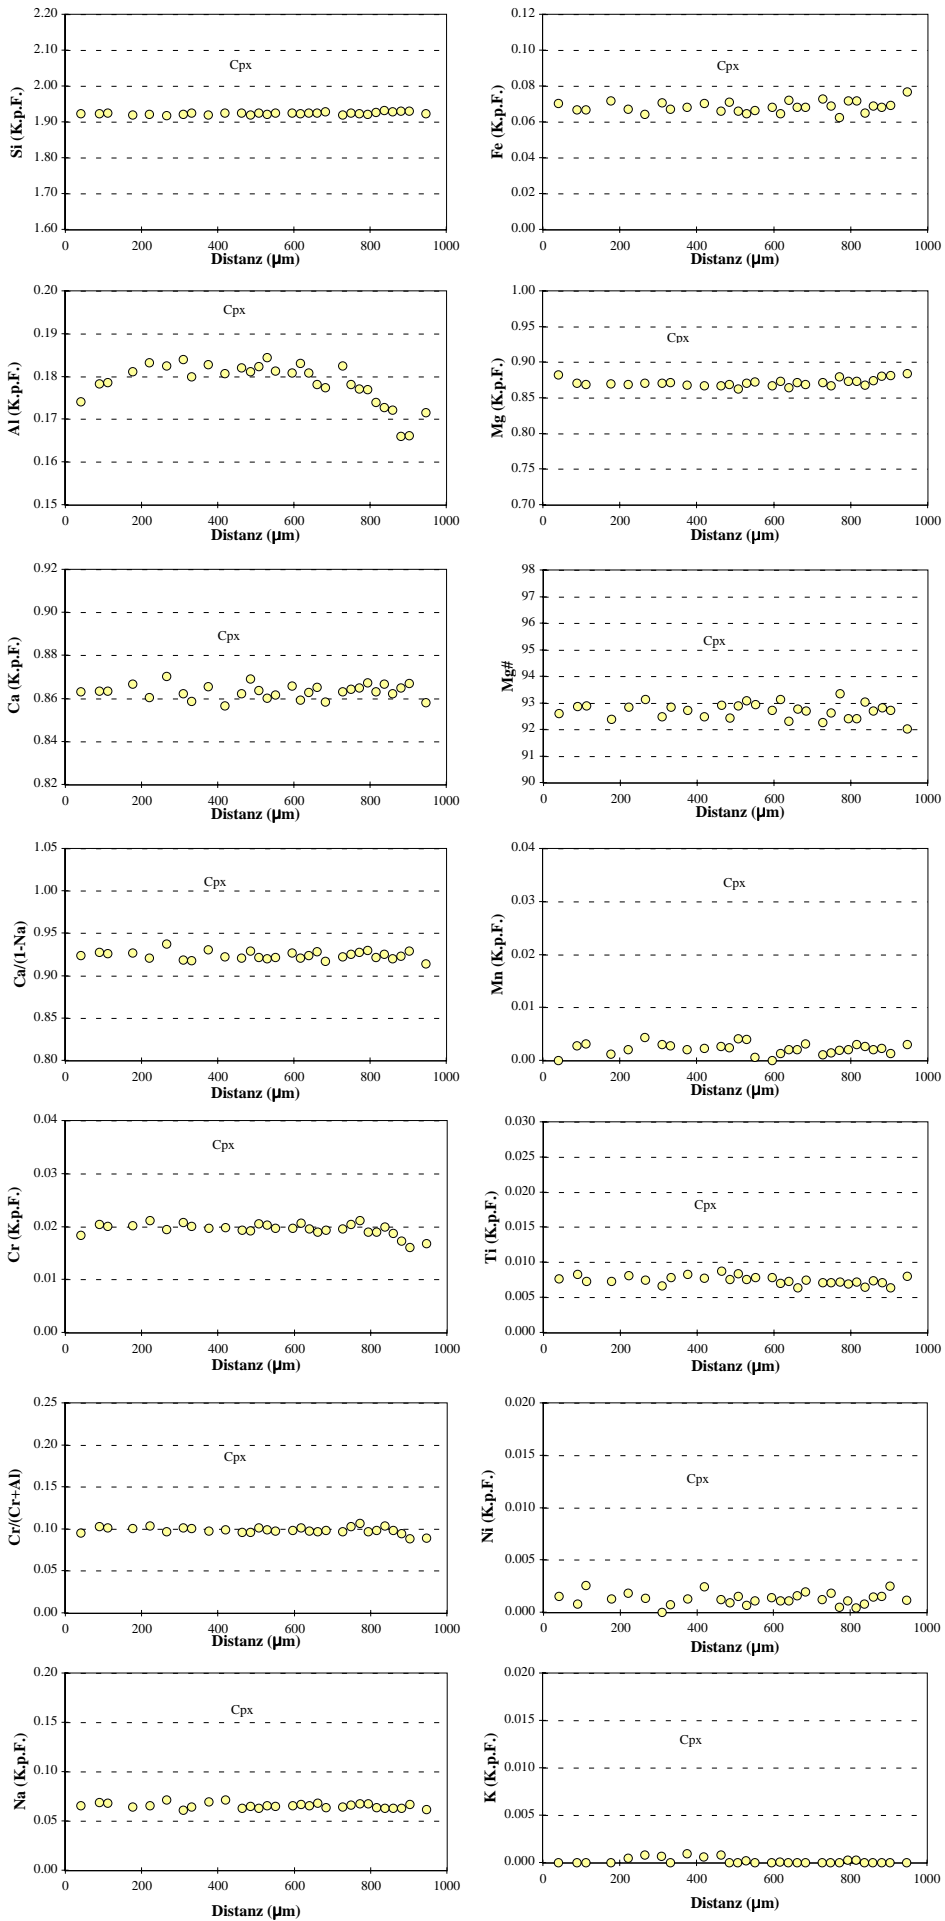 Si (K.p.F.)
2.20
2.10
2.00
1.90
1.80
1.70
1.60
Cpx
0 200 400 600 800 1000
Distanz (µm)
Fe (K.p.F.)
0.12
0.10
0.08
0.06
0.04
0.02
0.00
Cpx
0 200 400 600 800 1000
Distanz (µm)
Al (K.p.F.)
0.20
0.19
0.18
0.17
0.16
0.15
Cpx
0 200 400 600 800 1000
Distanz (µm)
Mg (K.p.F.)
1.00
0.95
0.90
0.85
0.80
0.75
0.70
Cpx
0 200 400 600 800 1000
Distanz (µm)
Ca (K.p.F.)
0.92
0.90
0.88
0.86
0.84
0.82
Cpx
0 200 400 600 800 1000
Distanz (µm)
Mg#
98
97
96
95
94
93
92
91
90
Cpx
0 200 400 600 800 1000
Distanz (µm)
Ca/(1-Na)
1.05
1.00
0.95
0.90
0.85
0.80
Cpx
0 200 400 600 800 1000
Distanz (µm)
Mn (K.p.F.)
0.04
0.03
0.02
0.01
0.00
Cpx
0 200 400 600 800 1000
Distanz (µm)
Cr (K.p.F.)
0.04
0.03
0.02
0.01
0.00
Cpx
0 200 400 600 800 1000
Distanz (µm)
Ti (K.p.F.)
0.030
0.025
0.020
0.015
0.010
0.005
0.000
Cpx
0 200 400 600 800 1000
Distanz (µm)
Cr/(Cr+Al)
0.25
0.20
0.15
0.10
0.05
0.00
Cpx
0 200 400 600 800 1000
Distanz (µm)
Ni (K.p.F.)
0.020
0.015
0.010
0.005
0.000
Cpx
0 200 400 600 800 1000
Distanz (µm)
Na (K.p.F.)
0.20
0.15
0.10
0.05
0.00
Cpx
0 200 400 600 800 1000
Distanz (µm)
K (K.p.F.)
0.020
0.015
0.010
0.005
0.000
Cpx
0 200 400 600 800 1000
Distanz (µm)